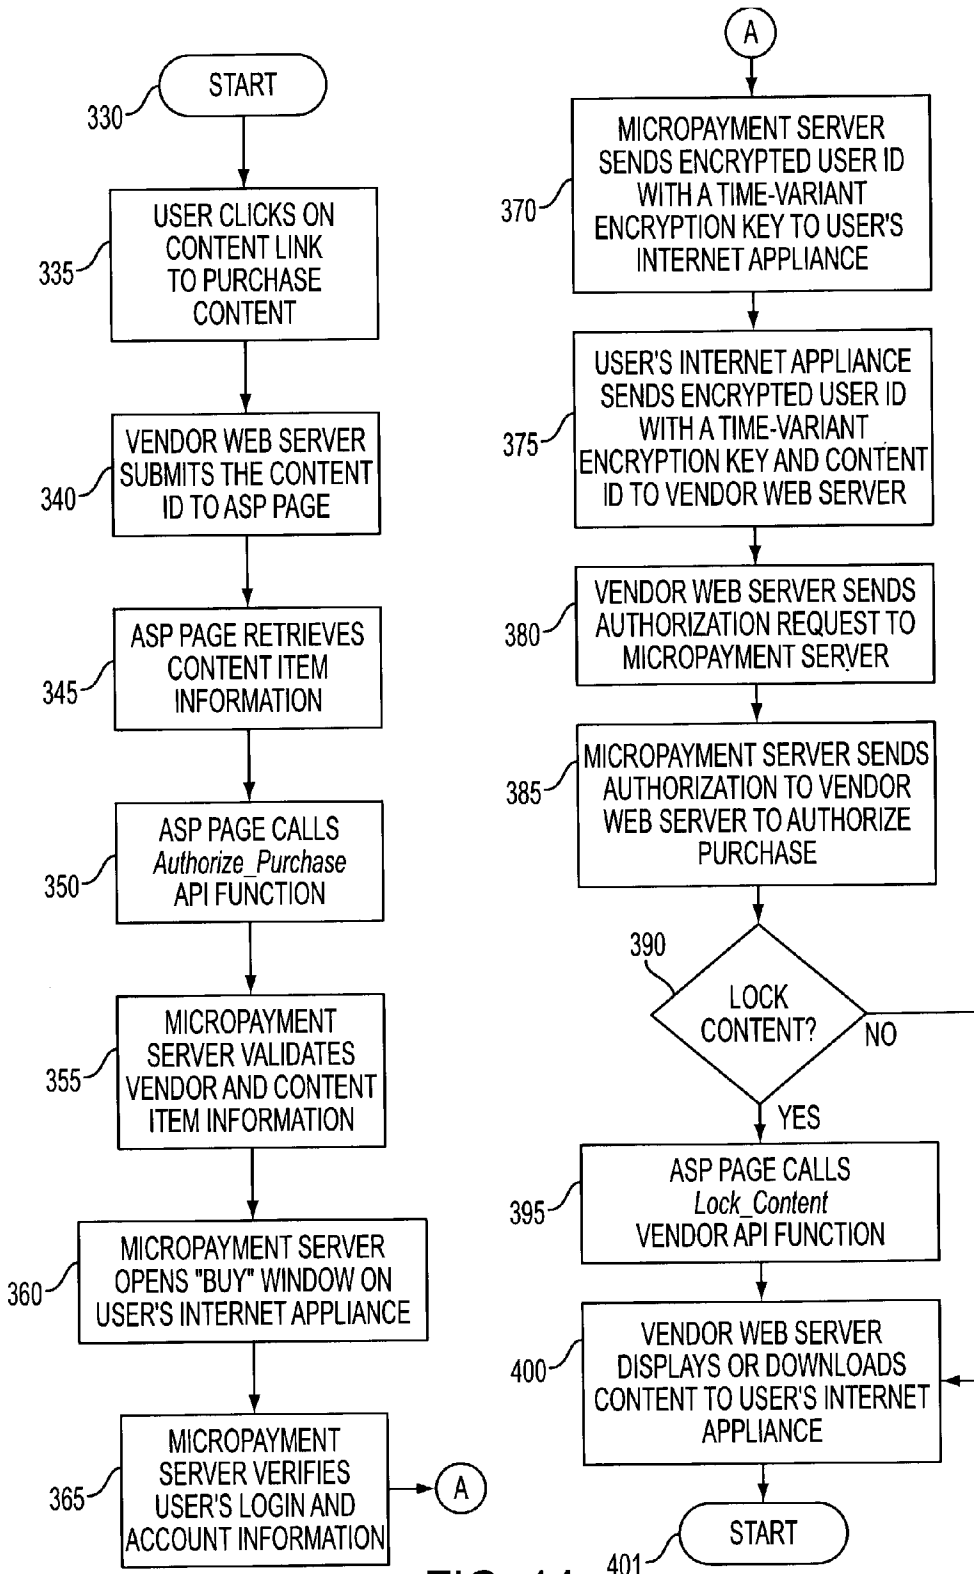 START
330
USER CLICKS ON
CONTENT LINK
TO PURCHASE
CONTENT
335
VENDOR WEB SERVER
SUBMITS THE CONTENT
ID TO ASP PAGE
340
ASP PAGE RETRIEVES
CONTENT ITEM
INFORMATION
345
ASP PAGE CALLS
Authorize_Purchase
API FUNCTION
350
MICROPAYMENT
SERVER VALIDATES
VENDOR AND CONTENT
ITEM INFORMATION
355
MICROPAYMENT SERVER
OPENS "BUY" WINDOW ON
USER'S INTERNET APPLIANCE
360
MICROPAYMENT
SERVER VERIFIES
USER'S LOGIN AND
ACCOUNT INFORMATION
365
A
A
MICROPAYMENT SERVER
SENDS ENCRYPTED USER ID
WITH A TIME-VARIANT
ENCRYPTION KEY TO USER'S
INTERNET APPLIANCE
370
USER'S INTERNET APPLIANCE
SENDS ENCRYPTED USER ID
WITH A TIME-VARIANT
ENCRYPTION KEY AND CONTENT
ID TO VENDOR WEB SERVER
375
VENDOR WEB SERVER SENDS
AUTHORIZATION REQUEST TO
MICROPAYMENT SERVER
380
MICROPAYMENT SERVER SENDS
AUTHORIZATION TO VENDOR
WEB SERVER TO AUTHORIZE
PURCHASE
385
390
LOCK
CONTENT?
NO
YES
ASP PAGE CALLS
Lock_Content
VENDOR API FUNCTION
395
VENDOR WEB SERVER
DISPLAYS OR DOWNLOADS
CONTENT TO USER'S INTERNET
APPLIANCE
400
START
401